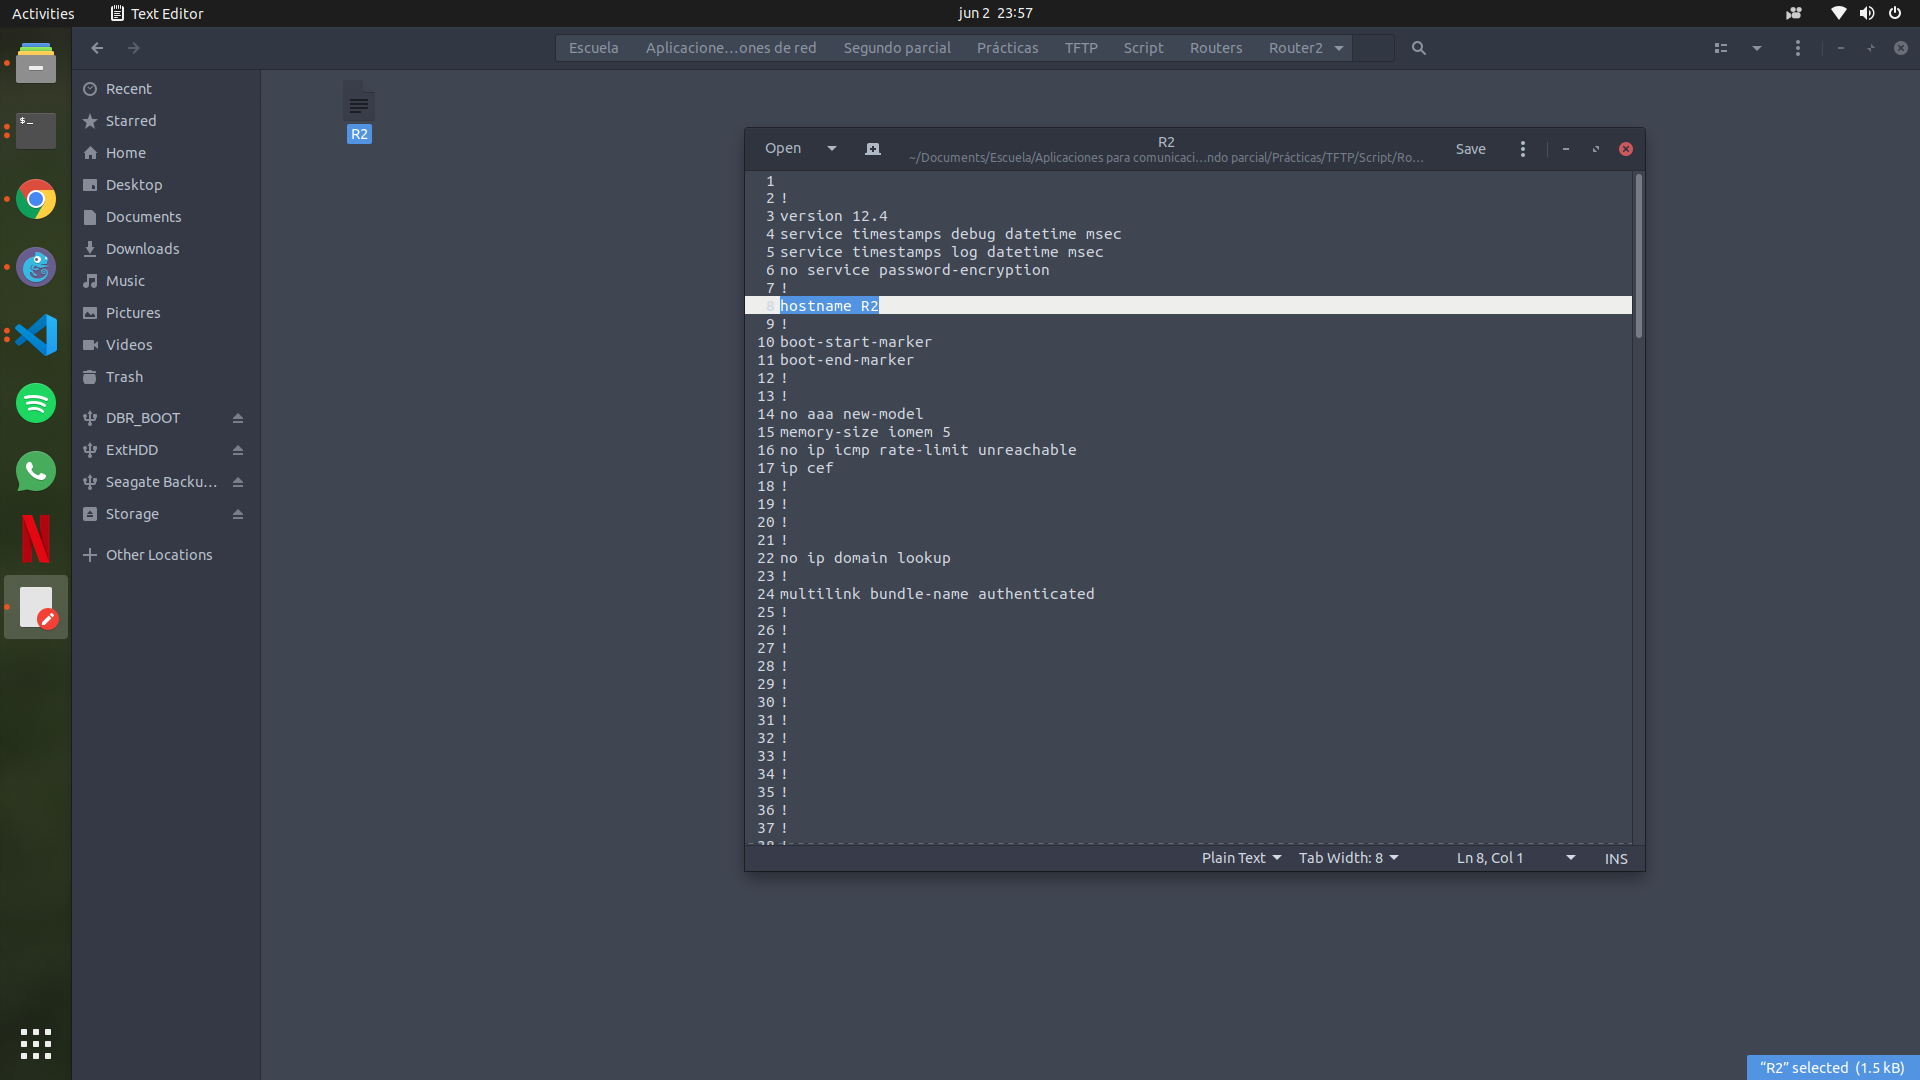 Activities
Text Editor
jun 2 23:57
Escuela
Aplicacione...ones de red
Segundo parcial
Prácticas
TFTP
Script
Routers
Router2
Recent
Starred
Home
Desktop
Documents
Downloads
Music
Pictures
Videos
Trash
DBR_BOOT
ExtHDD
Seagate Backu...
Storage
Other Locations
R2
$_
N
Open
R2
~/Documents/Escuela/Aplicaciones para comunicaci...ndo parcial/Prácticas/TFTP/Script/Ro...
Save
1
2 !
3 version 12.4
4 service timestamps debug datetime msec
5 service timestamps log datetime msec
6 no service password-encryption
7 !
8 hostname R2
9 !
10 boot-start-marker
11 boot-end-marker
12 !
13 !
14 no aaa new-model
15 memory-size iomem 5
16 no ip icmp rate-limit unreachable
17 ip cef
18 !
19 !
20 !
21 !
22 no ip domain lookup
23 !
24 multilink bundle-name authenticated
25 !
26 !
27 !
28 !
29 !
30 !
31 !
32 !
33 !
34 !
35 !
36 !
37 !
38 !
Plain Text
Tab Width: 8
Ln 8, Col 1
INS
“R2” selected (1.5 kB)